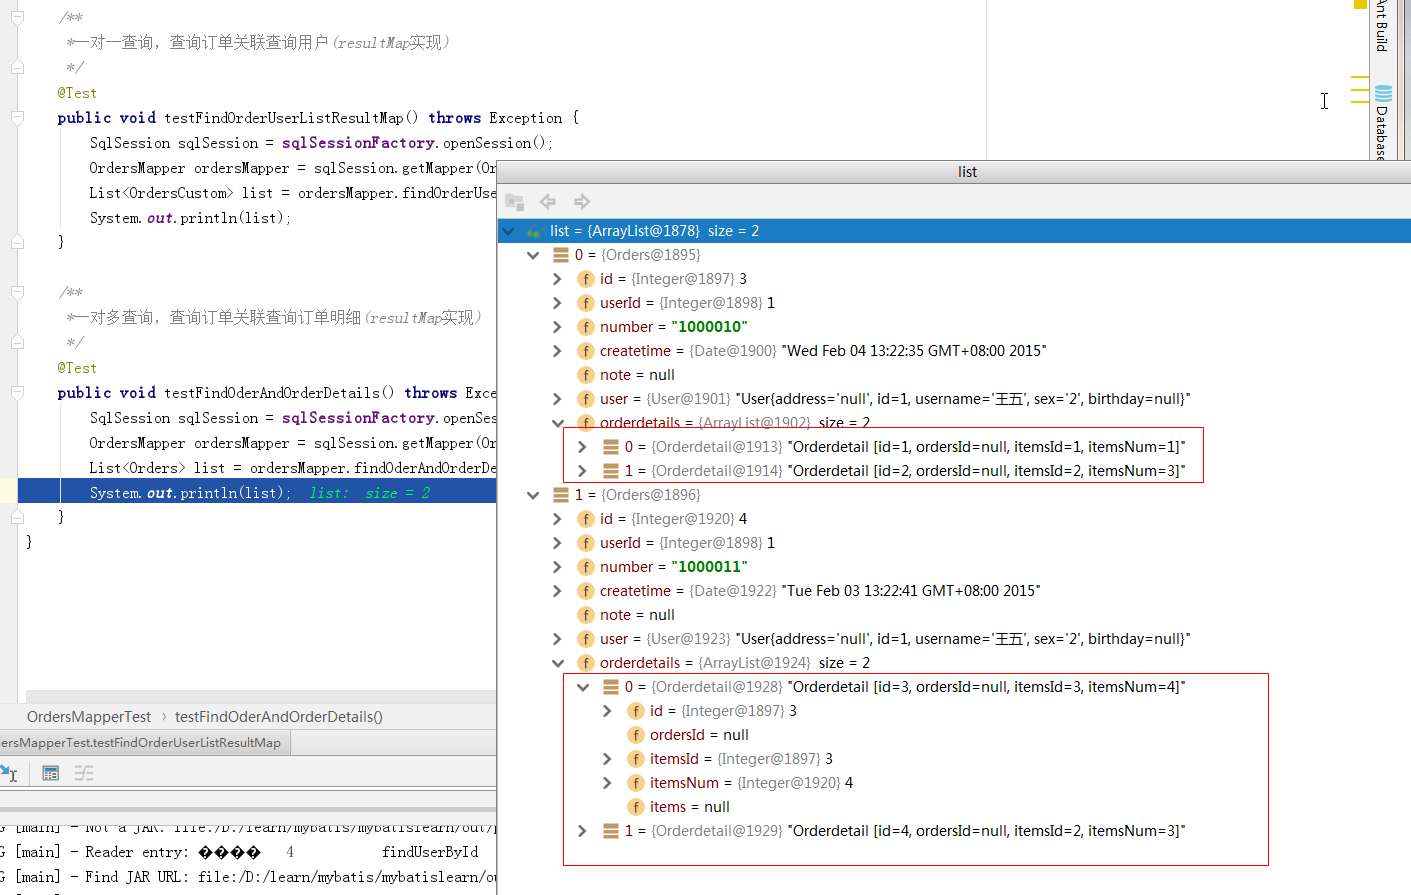 /**
*一对一查询，查询订单关联查询用户(resultMap实现)
*/
@Test
public void testFindOrderUserListResultMap() throws Exception {
SqlSession sqlSession = sqlSessionFactory.openSession();
OrdersMapper ordersMapper = sqlSession.getMapper(Or
List<OrdersCustom> list = ordersMapper.findOrderUse
System.out.println(list);
}
/**
*一对多查询，查询订单关联查询订单明细(resultMap实现)
*/
@Test
public void testFindOderAndOrderDetails() throws Exce
SqlSession sqlSession = sqlSessionFactory.openSes
OrdersMapper ordersMapper = sqlSession.getMapper(Or
List<Orders> list = ordersMapper.findOderAndOrderDe
System.out.println(list); list: size = 2
}
}
OrdersMapperTest › testFindOderAndOrderDetails()
ersMapperTest.testFindOrderUserListResultMap
G [main] - Not a JAR: file:/D:/learn/mybatis/mybatislearn/out/p
G [main] - Reader entry: ���� 4 findUserById
G [main] - Find JAR URL: file:/D:/learn/mybatis/mybatislearn/ou
Ant Build
Database
list
list = {ArrayList@1878} size = 2
0 = {Orders@1895}
id = {Integer@1897} 3
userId = {Integer@1898} 1
number = "1000010"
createtime = {Date@1900} "Wed Feb 04 13:22:35 GMT+08:00 2015"
note = null
user = {User@1901} "User{address='null', id=1, username='王五', sex='2', birthday=null}"
orderdetails = {ArrayList@1902} size = 2
0 = {Orderdetail@1913} "Orderdetail [id=1, ordersId=null, itemsId=1, itemsNum=1]"
1 = {Orderdetail@1914} "Orderdetail [id=2, ordersId=null, itemsId=2, itemsNum=3]"
1 = {Orders@1896}
id = {Integer@1920} 4
userId = {Integer@1898} 1
number = "1000011"
createtime = {Date@1922} "Tue Feb 03 13:22:41 GMT+08:00 2015"
note = null
user = {User@1923} "User{address='null', id=1, username='王五', sex='2', birthday=null}"
orderdetails = {ArrayList@1924} size = 2
0 = {Orderdetail@1928} "Orderdetail [id=3, ordersId=null, itemsId=3, itemsNum=4]"
id = {Integer@1897} 3
ordersId = null
itemsId = {Integer@1897} 3
itemsNum = {Integer@1920} 4
items = null
1 = {Orderdetail@1929} "Orderdetail [id=4, ordersId=null, itemsId=2, itemsNum=3]"